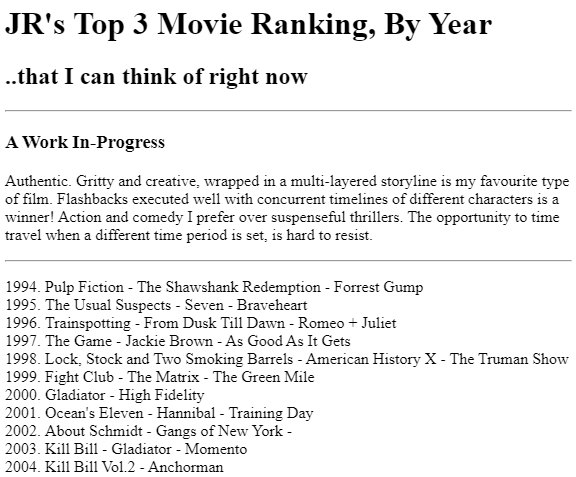 JR's Top 3 Movie Ranking, By Year
..that I can think of right now
A Work In-Progress
Authentic. Gritty and creative, wrapped in a multi-layered storyline is my favourite type
of film. Flashbacks executed well with concurrent timelines of different characters is a
winner! Action and comedy I prefer over suspenseful thrillers. The opportunity to time
travel when a different time period is set, is hard to resist.
1994. Pulp Fiction - The Shawshank Redemption - Forrest Gump
1995. The Usual Suspects - Seven - Braveheart
1996. Trainspotting - From Dusk Till Dawn - Romeo + Juliet
1997. The Game - Jackie Brown - As Good As It Gets
1998. Lock, Stock and Two Smoking Barrels - American History X - The Truman Show
1999. Fight Club - The Matrix - The Green Mile
2000. Gladiator - High Fidelity
2001. Ocean's Eleven - Hannibal - Training Day
2002. About Schmidt - Gangs of New York -
2003. Kill Bill - Gladiator - Momento
2004. Kill Bill Vol.2 - Anchorman